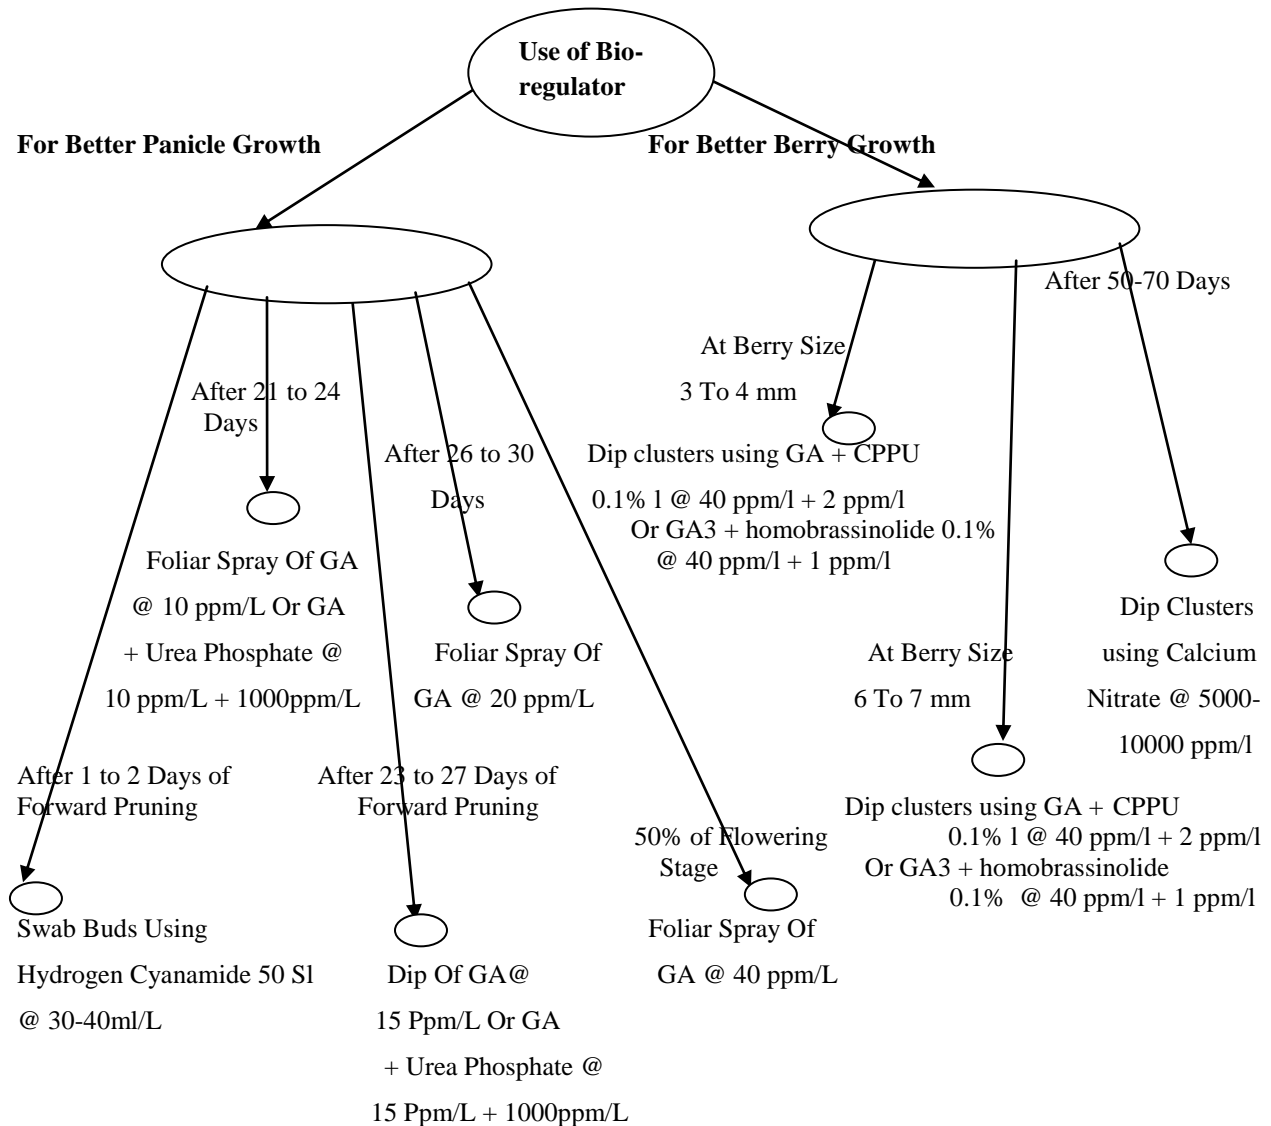 Use of Bio-
regulator
For Better Panicle Growth
For Better Berry Growth
After 50-70 Days
At Berry Size
3 To 4 mm
After 21 to 24
Days
After 26 to 30
Days
Dip clusters using GA + CPPU
0.1% l @ 40 ppm/l + 2 ppm/l
Or GA3 + homobrassinolide 0.1%
@ 40 ppm/l + 1 ppm/l
Foliar Spray Of GA
@ 10 ppm/L Or GA
+ Urea Phosphate @
10 ppm/L + 1000ppm/L
Foliar Spray Of
GA @ 20 ppm/L
At Berry Size
6 To 7 mm
Dip Clusters
using Calcium
Nitrate @ 5000-
10000 ppm/l
After 1 to 2 Days of
Forward Pruning
After 23 to 27 Days of
Forward Pruning
50% of Flowering
Stage
Dip clusters using GA + CPPU
0.1% l @ 40 ppm/l + 2 ppm/l
Or GA3 + homobrassinolide
0.1% @ 40 ppm/l + 1 ppm/l
Swab Buds Using
Hydrogen Cyanamide 50 Sl
@ 30-40ml/L
Dip Of GA@
15 Ppm/L Or GA
+ Urea Phosphate @
15 Ppm/L + 1000ppm/L
Foliar Spray Of
GA @ 40 ppm/L